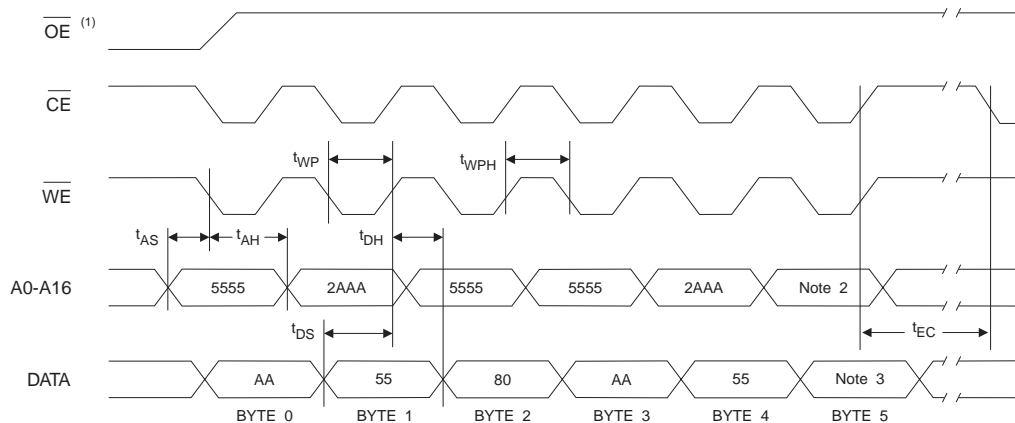 OE (1)
CE
tWP
tWPH
WE
tAS
tAH
tDH
A0-A16
5555
2AAA
5555
5555
2AAA
Note 2
tDS
tEC
DATA
AA
55
80
AA
55
Note 3
BYTE 0
BYTE 1
BYTE 2
BYTE 3
BYTE 4
BYTE 5